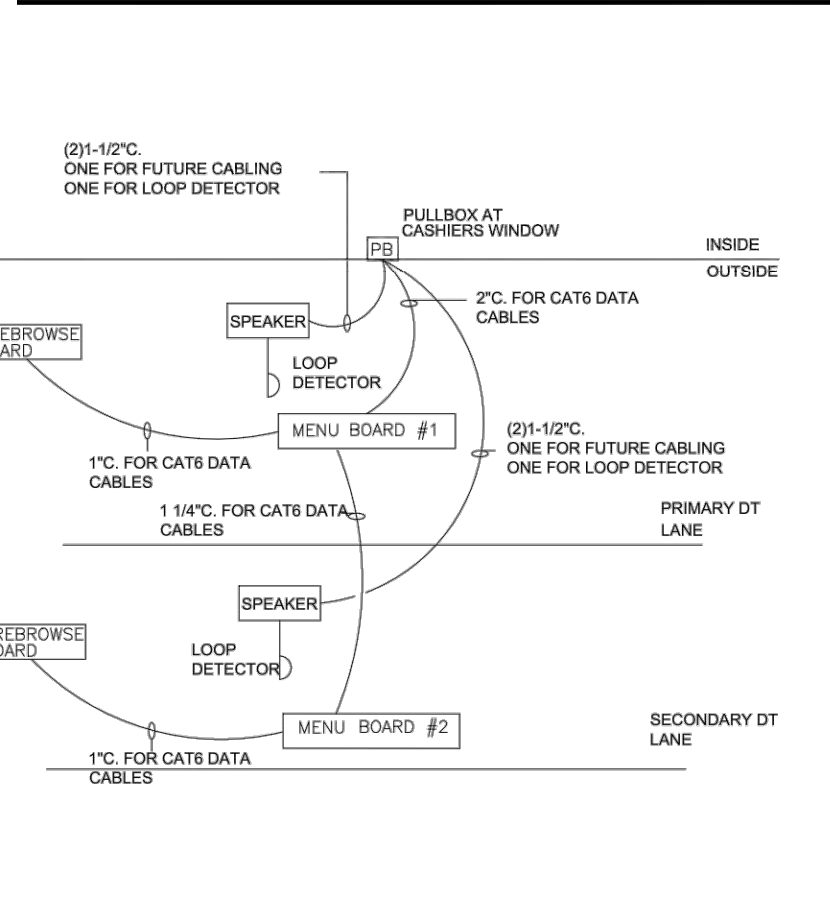 (2)1-1/2"C.
ONE FOR FUTURE CABLING
ONE FOR LOOP DETECTOR
PULLBOX AT
CASHIERS WINDOW
PB
INSIDE
OUTSIDE
2"C. FOR CAT6 DATA
CABLES
SPEAKER
EBROWSE
ARD
LOOP
DETECTOR
MENU BOARD #1
(2)1-1/2"C.
ONE FOR FUTURE CABLING
ONE FOR LOOP DETECTOR
1"C. FOR CAT6 DATA
CABLES
1 1/4"C. FOR CAT6 DATA
CABLES
PRIMARY DT
LANE
SPEAKER
REBROWSE
OARD
LOOP
DETECTOR
MENU BOARD #2
SECONDARY DT
LANE
1"C. FOR CAT6 DATA
CABLES